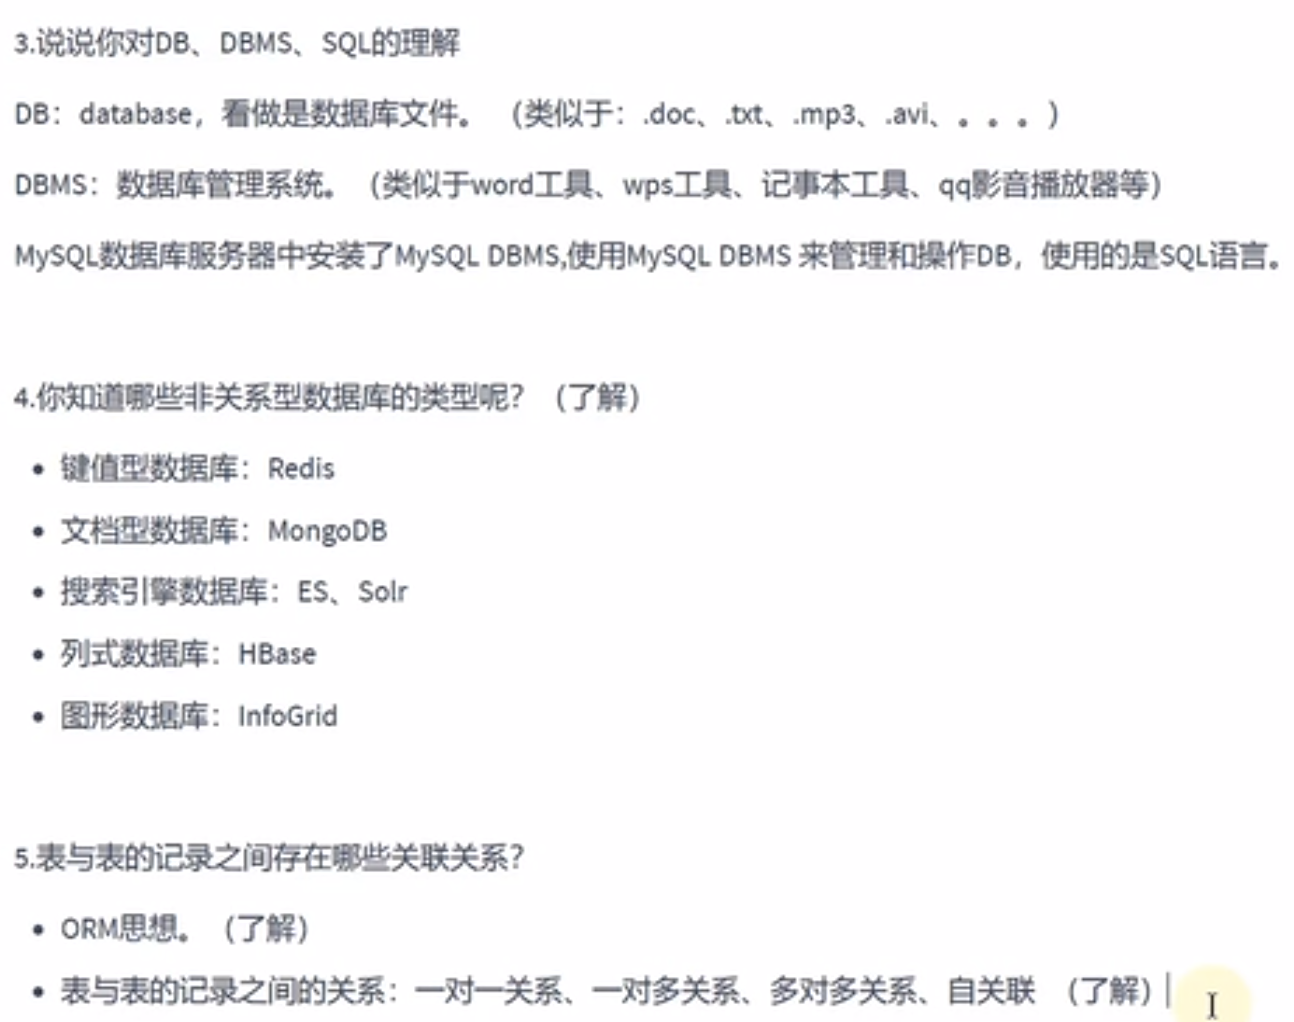 3.说说你对DB、DBMS、SQL的理解
DB：database，看做是数据库文件。 （类似于：.doc、.txt、.mp3、.avi、。。。）
DBMS：数据库管理系统。（类似于word工具、wps工具、记事本工具、qq影音播放器等）
MySQL数据库服务器中安装了MySQL DBMS,使用MySQL DBMS 来管理和操作DB，使用的是SQL语言。
4.你知道哪些非关系型数据库的类型呢？（了解）
• 键值型数据库：Redis
• 文档型数据库：MongoDB
• 搜索引擎数据库：ES、Solr
• 列式数据库：HBase
• 图形数据库：InfoGrid
5.表与表的记录之间存在哪些关联关系？
• ORM思想。（了解）
• 表与表的记录之间的关系：一对一关系、一对多关系、多对多关系、自关联 （了解）